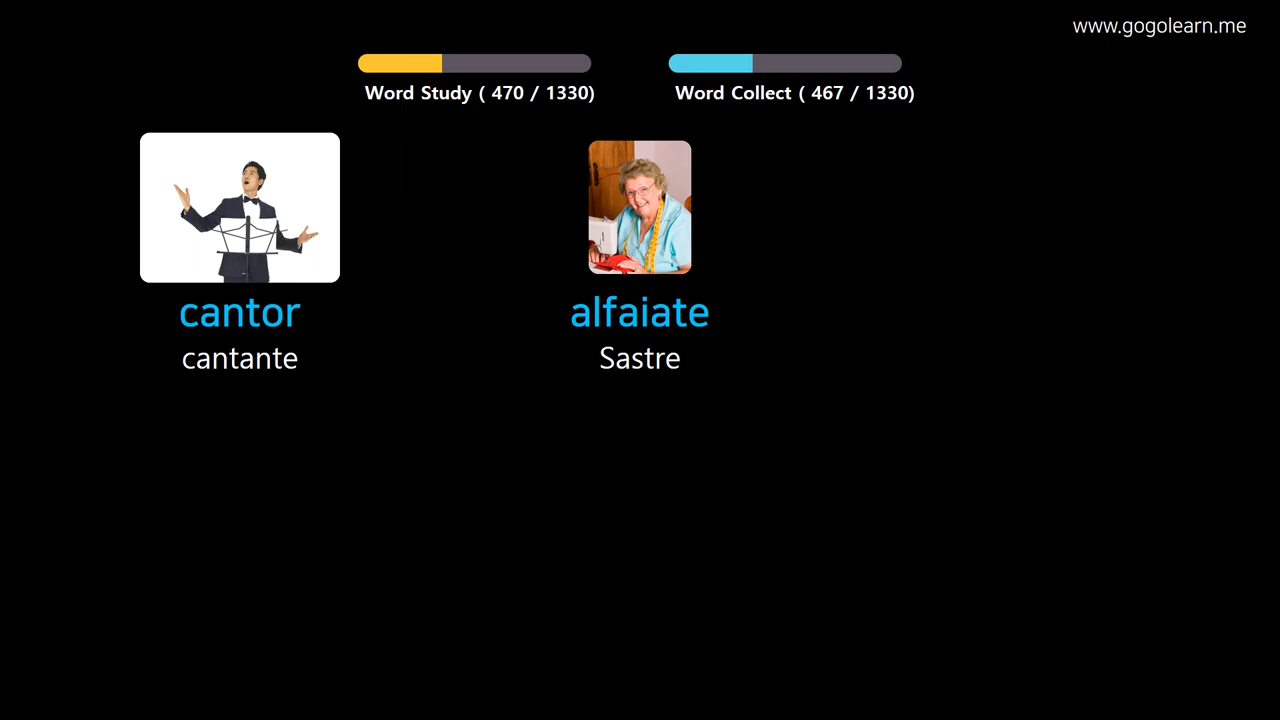 www.gogolearn.me
Word Study ( 470 / 1330)
Word Collect ( 467 / 1330)
cantor
cantante
alfaiate
Sastre